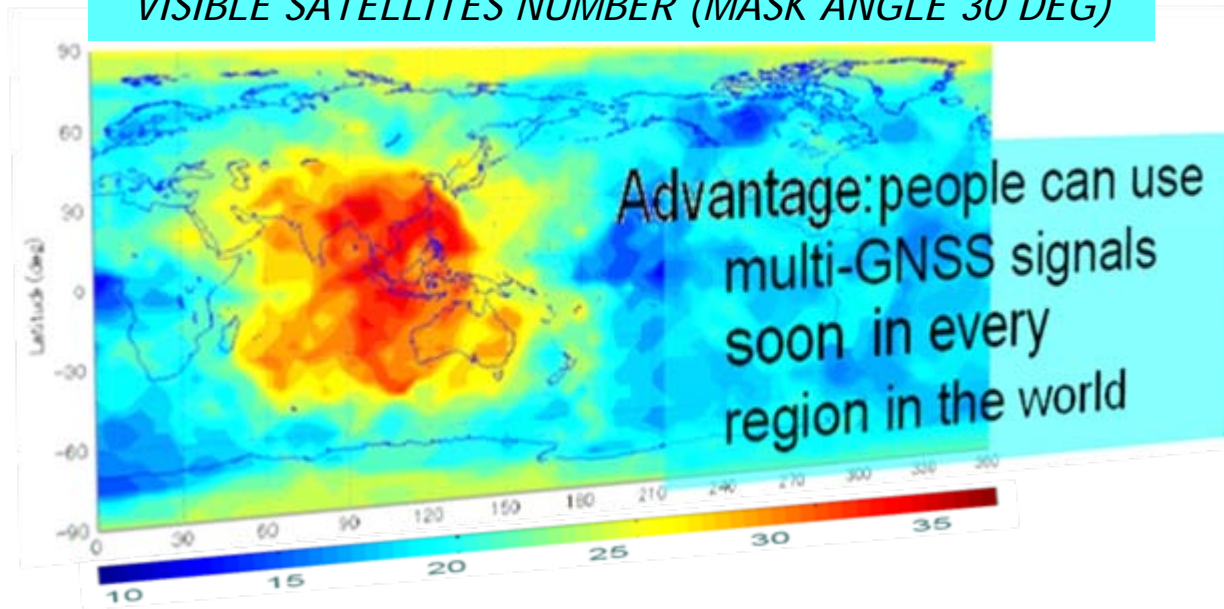 VISIBLE SATELLITES NUMBER (MASK ANGLE 30 DEG)
90
60
30
0
-30
-60
-90
Latitude (deg)
Advantage: people can use
multi-GNSS signals
soon in every
region in the world
0 30 60 90 120 150 180 210 240 270 300 330 360
10 15 20 25 30 35